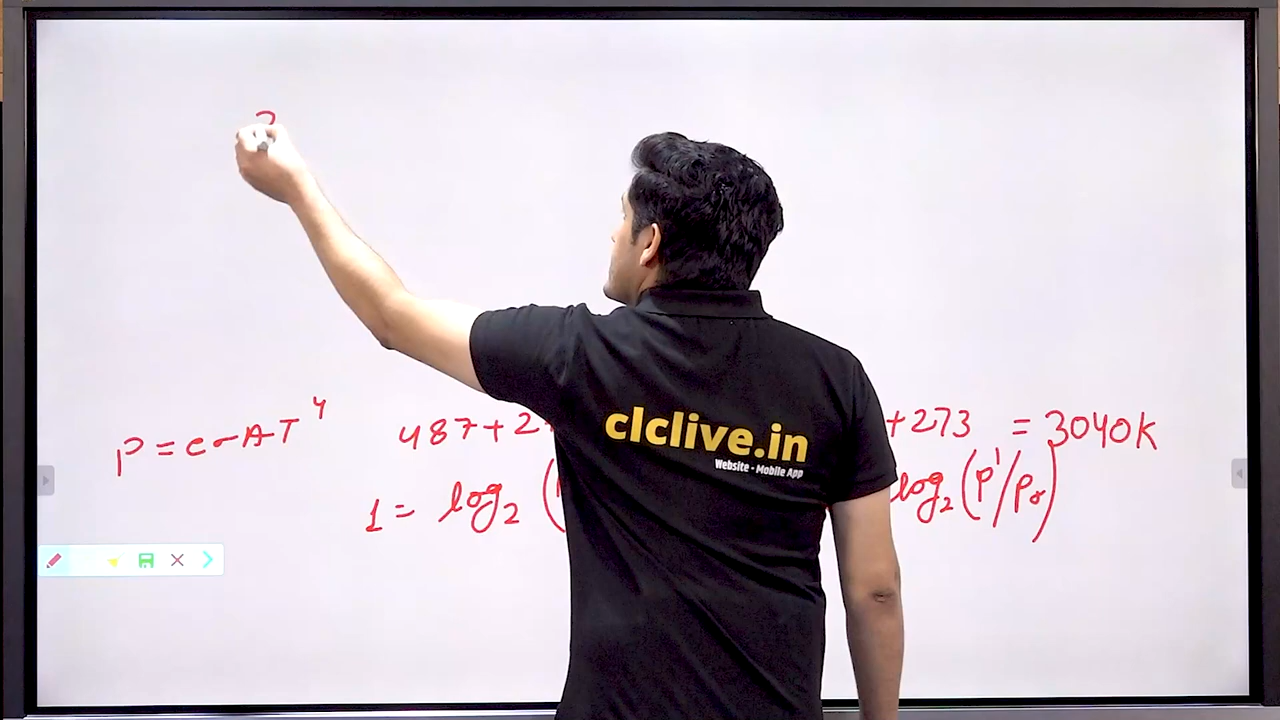 P = eσAT⁴
487+2 +273 = 3040K
1 = log₂ ( log₂(P'/P₀)
clclive.in
Website - Mobile App